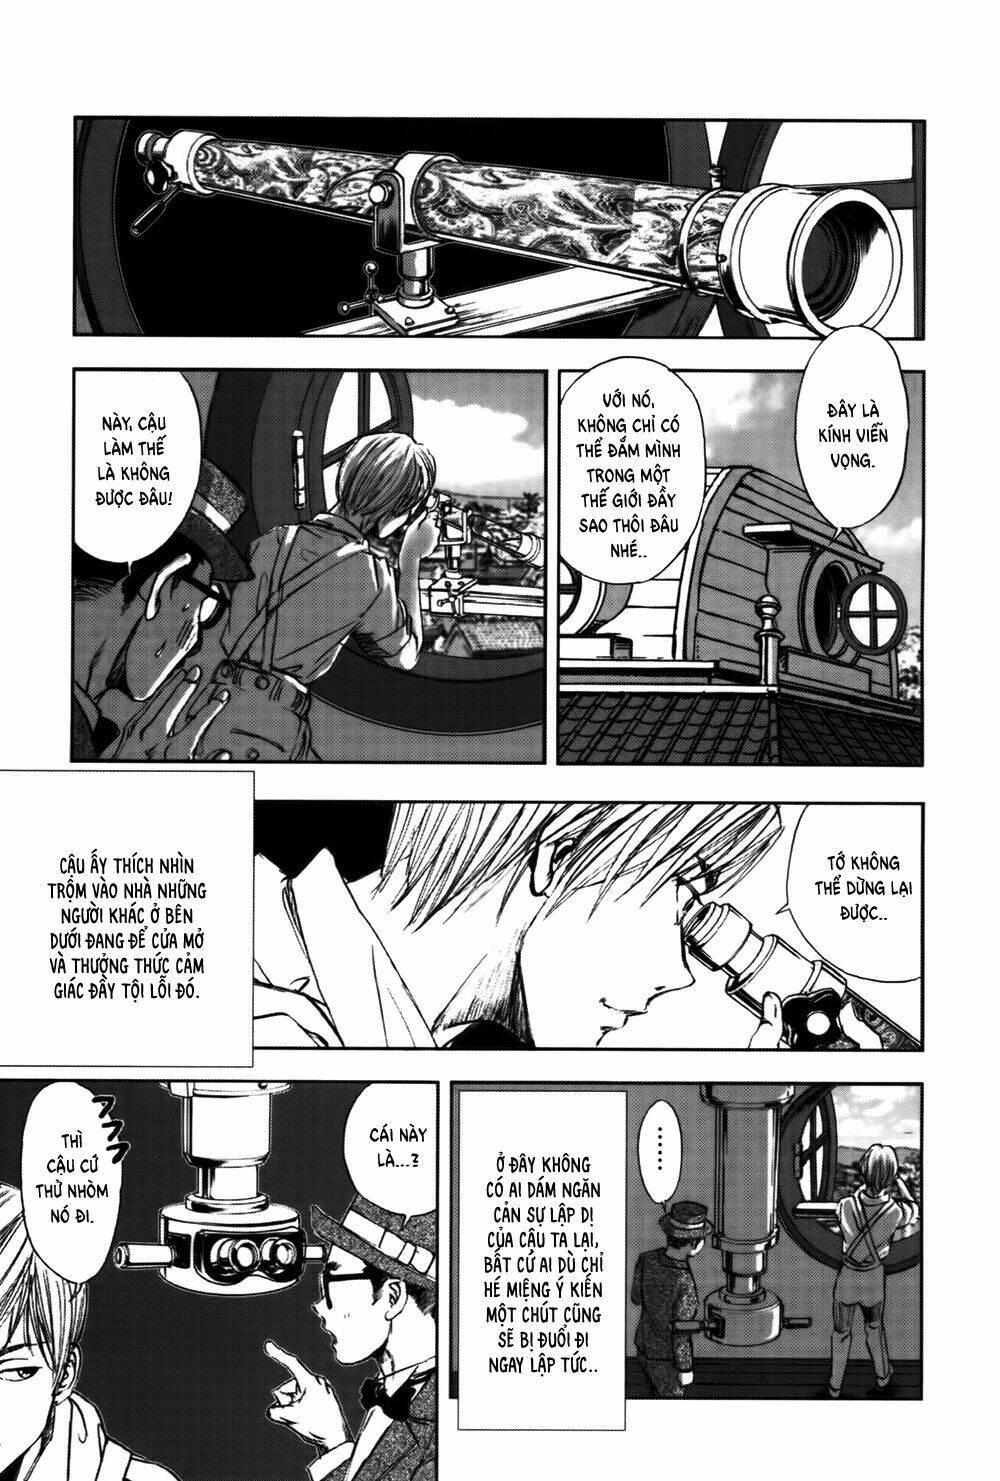 ĐÂY LÀ
KÍNH VIỄN
VỌNG.
VỚI NÓ,
KHÔNG CHỈ CÓ
THỂ ĐẮM MÌNH
TRONG MỘT
THẾ GIỚI ĐẦY
SAO THÔI ĐÂU
NHÉ..
NÀY, CẬU
LÀM THẾ
LÀ KHÔNG
ĐƯỢC ĐÂU!
TỚ KHÔNG
THỂ DỪNG LẠI
ĐƯỢC..
CẬU ẤY THÍCH NHÌN
TRỘM VÀO NHÀ NHỮNG
NGƯỜI KHÁC Ở BÊN
DƯỚI ĐANG ĐỂ CỬA MỞ
VÀ THƯỞNG THỨC CẢM
GIÁC ĐẦY TỘI LỖI ĐÓ.
......
Ở ĐÂY KHÔNG
CÓ AI DÁM NGĂN
CẢN SỰ LẬP DỊ
CỦA CẬU TA LẠI,
BẤT CỨ AI DÙ CHỈ
HÉ MIỆNG Ý KIẾN
MỘT CHÚT CŨNG
SẼ BỊ ĐUỔI ĐI
NGAY LẬP TỨC..
CÁI NÀY
LÀ...?
THÌ
CẬU CỨ
THỬ NHÒM
NÓ ĐI.
ククク